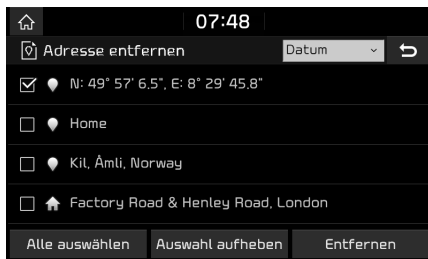 07:48
Adresse entfernen Datum
N: 49° 57' 6,5", E: 8° 29' 45,8"
Home
Kil, Åmli, Norway
Factory Road & Henley Road, London
Alle auswählen Auswahl aufheben Entfernen